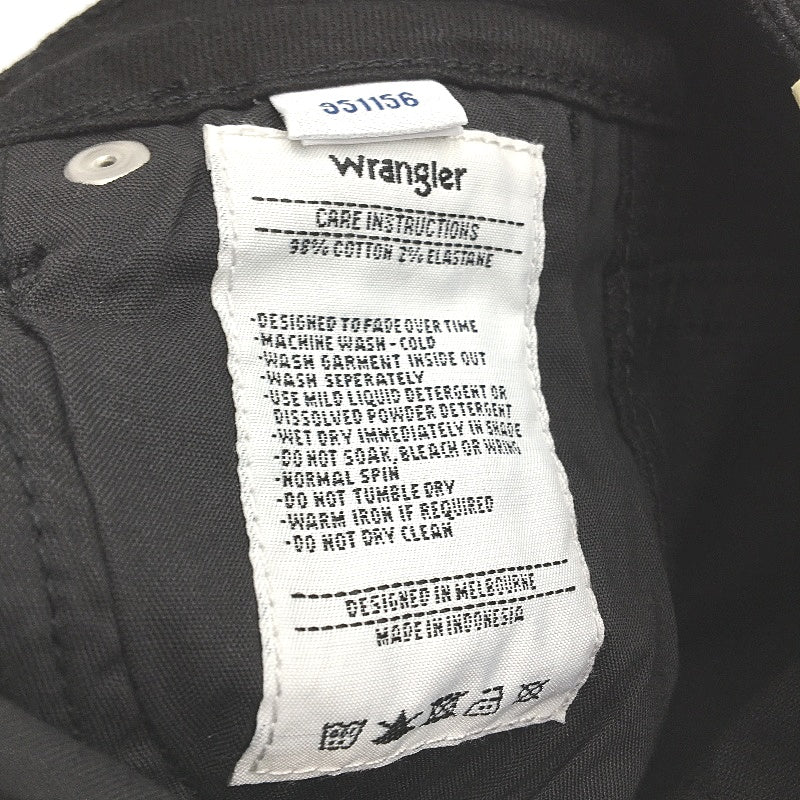 951156
Wrangler
CARE INSTRUCTIONS
98% COTTON 2% ELASTANE
-DESIGNED TO FADE OVER TIME
-MACHINE WASH - COLD
-WASH GARMENT INSIDE OUT
-WASH SEPERATELY
-USE MILD LIQUID DETERGENT OR
DISSOLVED POWDER DETERGENT
-WET DRY IMMEDIATELY IN SHADE
-DO NOT SOAK, BLEACH OR WRING
-NORMAL SPIN
-DO NOT TUMBLE DRY
-WARM IRON IF REQUIRED
-DO NOT DRY CLEAN
DESIGNED IN MELBOURNE
MADE IN INDONESIA